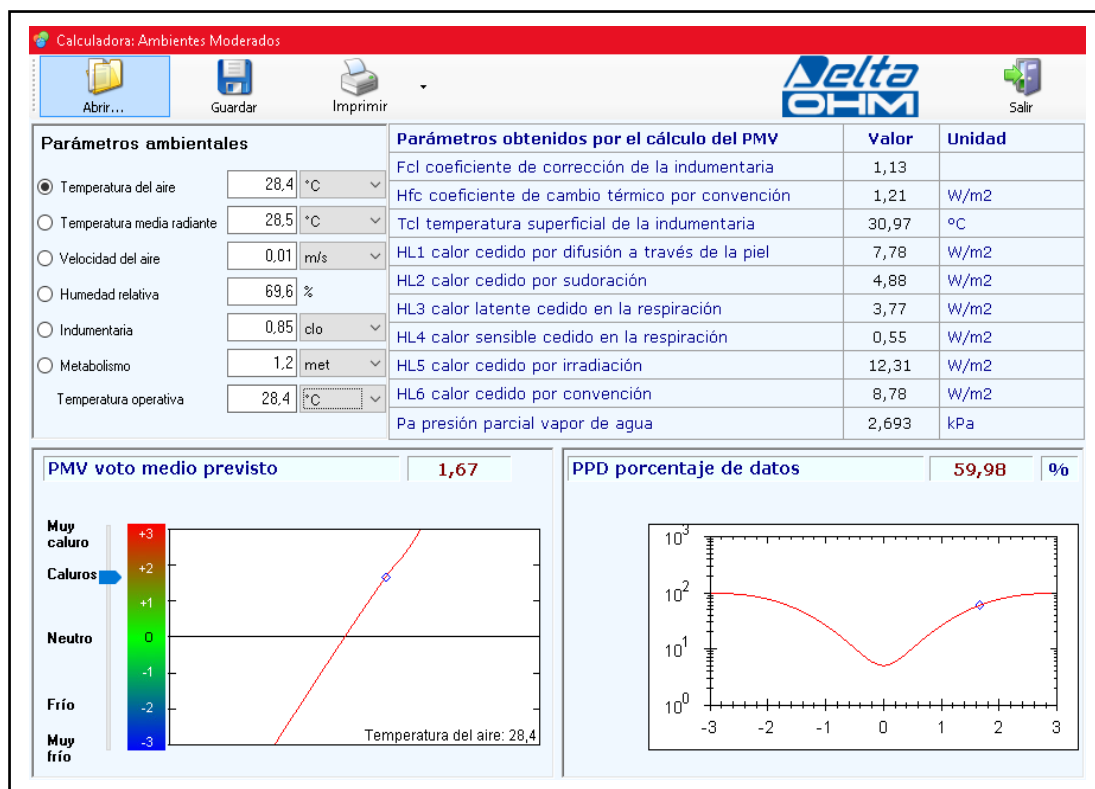 Calculadora: Ambientes Moderados
Abrir...
Guardar
Imprimir
Delta
OHM
Salir
Parámetros ambientales
Temperatura del aire 28,4 °C
Temperatura media radiante 28,5 °C
Velocidad del aire 0,01 m/s
Humedad relativa 69,6 %
Indumentaria 0,85 clo
Metabolismo 1,2 met
Temperatura operativa 28,4 °C
Parámetros obtenidos por el cálculo del PMV Valor Unidad
Fcl coeficiente de corrección de la indumentaria 1,13
Hfc coeficiente de cambio térmico por convención 1,21 W/m2
Tcl temperatura superficial de la indumentaria 30,97 ºC
HL1 calor cedido por difusión a través de la piel 7,78 W/m2
HL2 calor cedido por sudoración 4,88 W/m2
HL3 calor latente cedido en la respiración 3,77 W/m2
HL4 calor sensible cedido en la respiración 0,55 W/m2
HL5 calor cedido por irradiación 12,31 W/m2
HL6 calor cedido por convención 8,78 W/m2
Pa presión parcial vapor de agua 2,693 kPa
PMV voto medio previsto 1,67
Muy
caluro
Caluros
Neutro
Frío
Muy
frío
+3
+2
+1
0
-1
-2
-3
Temperatura del aire: 28,4
PPD porcentaje de datos 59,98 %
10³
10²
10¹
10⁰
-3 -2 -1 0 1 2 3